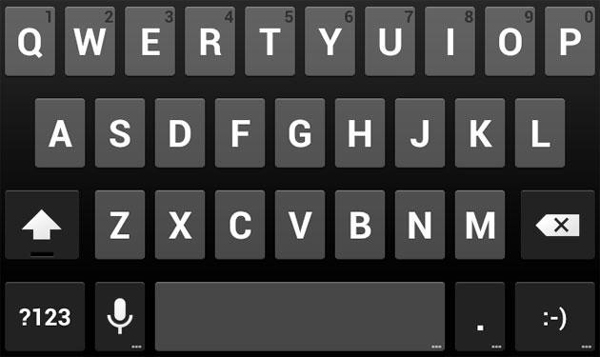 1 2 3 4 5 6 7 8 9 0
Q W E R T Y U I O P
A S D F G H J K L
Z X C V B N M
?123 ... ... . ... :-) ...